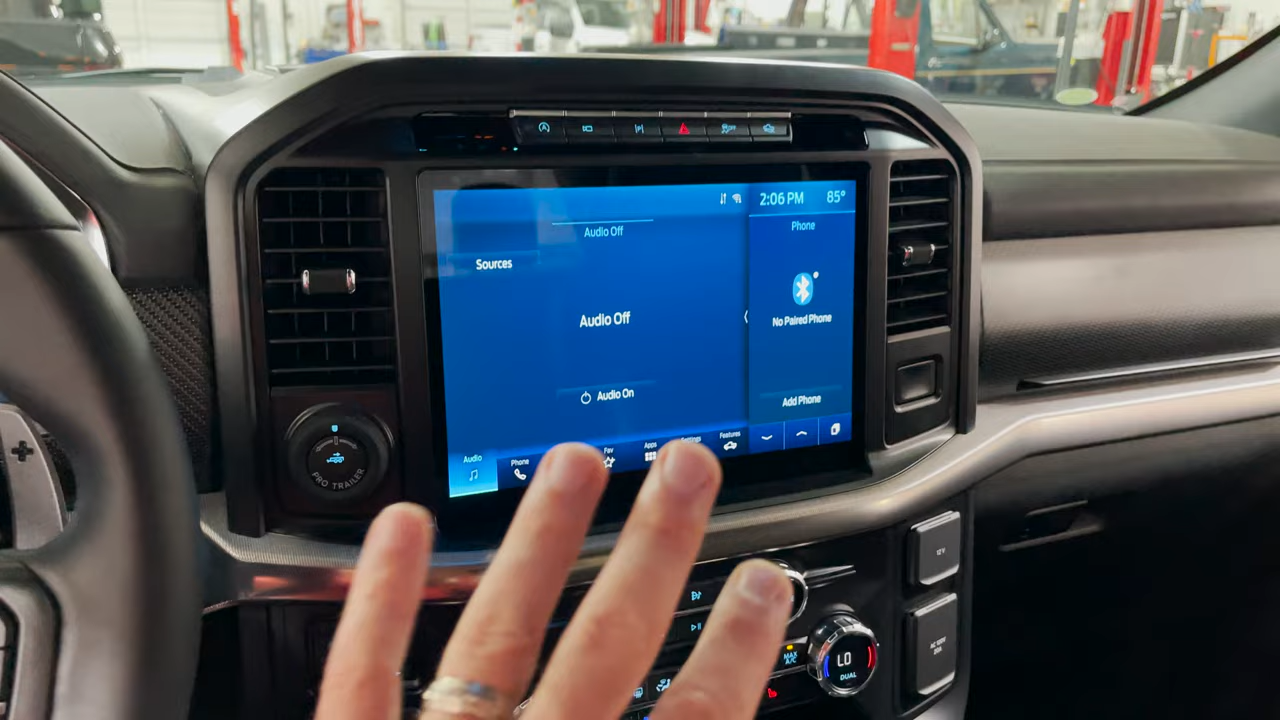 2:06 PM 85°
Audio Off
Phone
Sources
Audio Off
No Paired Phone
Audio On
Add Phone
Audio
Phone
Fav
Apps
Features
PRO TRAILER
12V
MAX
A/C
LO
DUAL